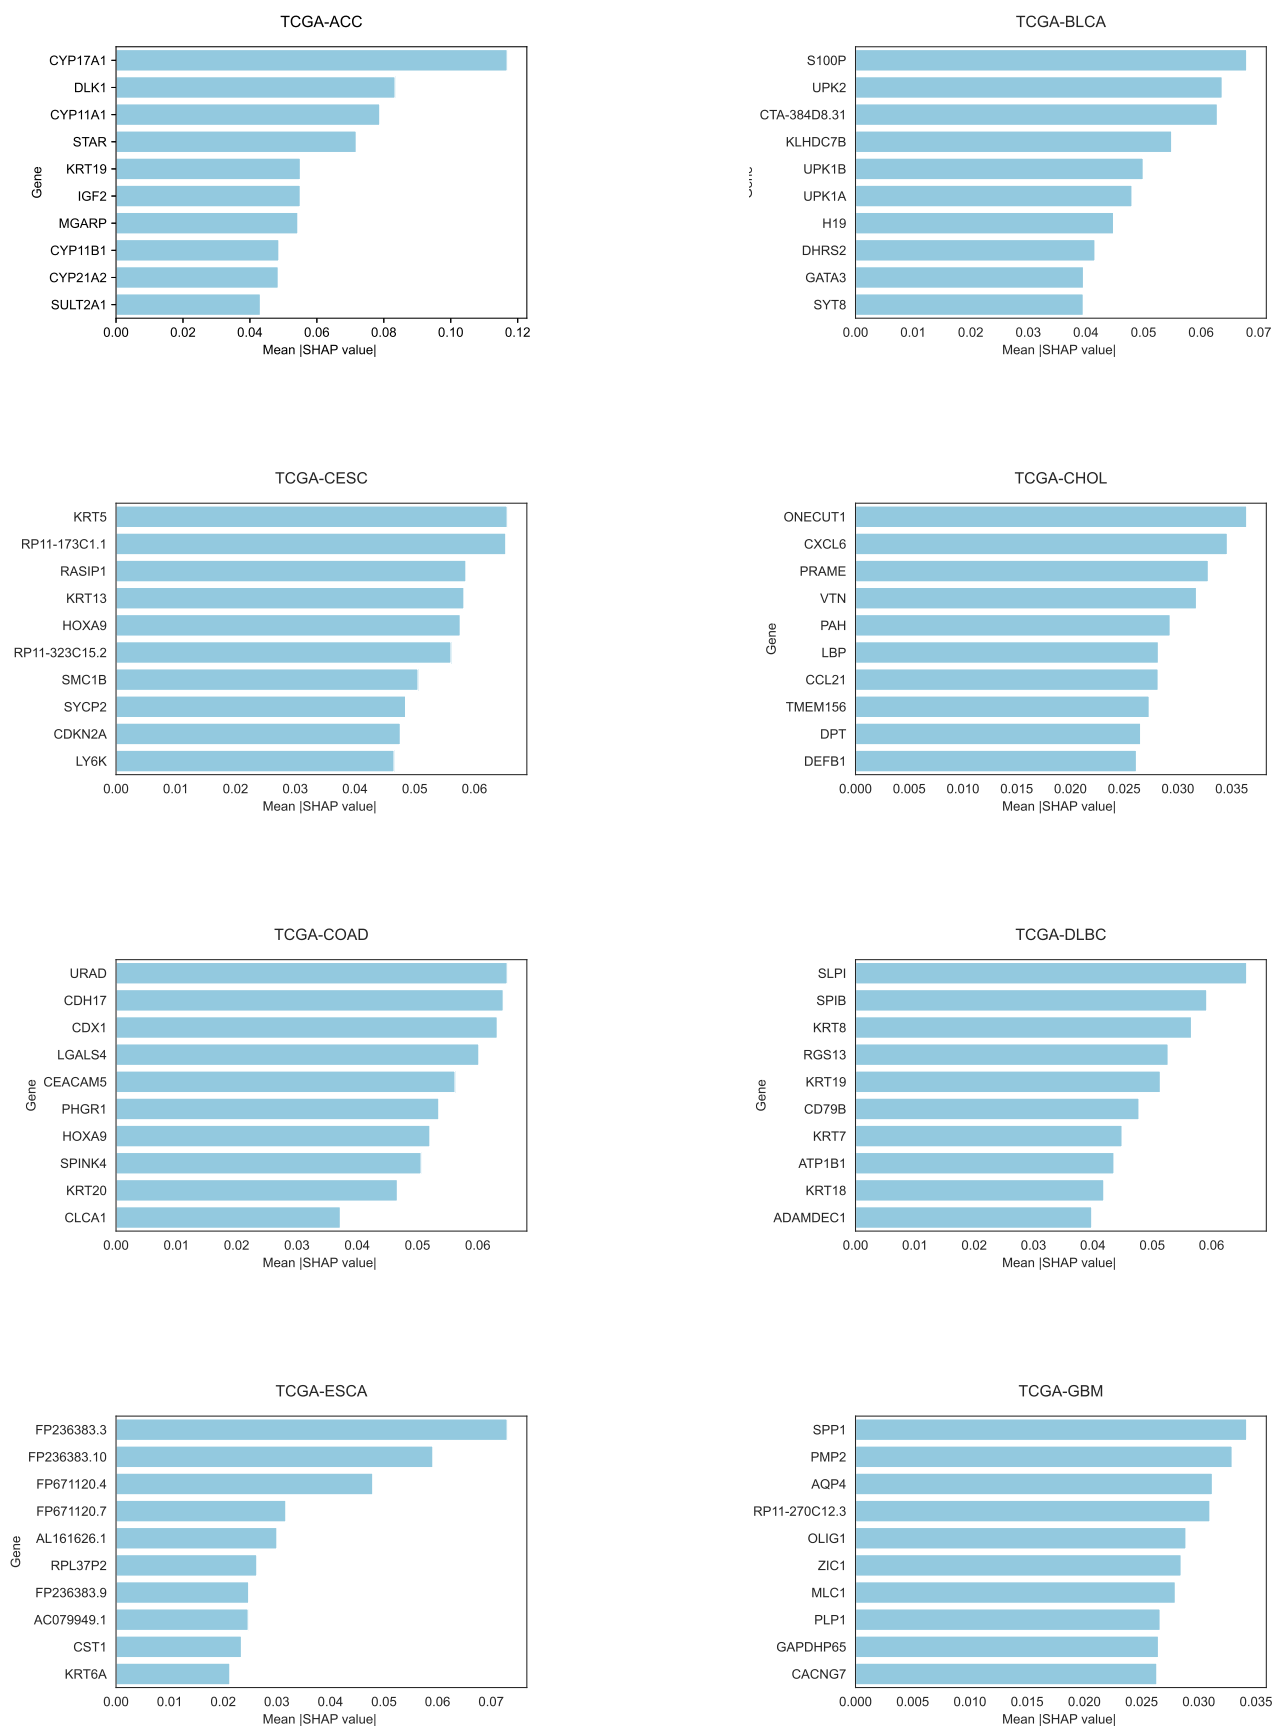 TCGA-ACC
Gene
CYP17A1
DLK1
CYP11A1
STAR
KRT19
IGF2
MGARP
CYP11B1
CYP21A2
SULT2A1
0.00 0.02 0.04 0.06 0.08 0.10 0.12
Mean |SHAP value|
TCGA-BLCA
S100P
UPK2
CTA-384D8.31
KLHDC7B
UPK1B
UPK1A
H19
DHRS2
GATA3
SYT8
0.00 0.01 0.02 0.03 0.04 0.05 0.06 0.07
Mean |SHAP value|
TCGA-CESC
KRT5
RP11-173C1.1
RASIP1
KRT13
HOXA9
RP11-323C15.2
SMC1B
SYCP2
CDKN2A
LY6K
0.00 0.01 0.02 0.03 0.04 0.05 0.06
Mean |SHAP value|
TCGA-CHOL
Gene
ONECUT1
CXCL6
PRAME
VTN
PAH
LBP
CCL21
TMEM156
DPT
DEFB1
0.000 0.005 0.010 0.015 0.020 0.025 0.030 0.035
Mean |SHAP value|
TCGA-COAD
Gene
URAD
CDH17
CDX1
LGALS4
CEACAM5
PHGR1
HOXA9
SPINK4
KRT20
CLCA1
0.00 0.01 0.02 0.03 0.04 0.05 0.06
Mean |SHAP value|
TCGA-DLBC
Gene
SLPI
SPIB
KRT8
RGS13
KRT19
CD79B
KRT7
ATP1B1
KRT18
ADAMDEC1
0.00 0.01 0.02 0.03 0.04 0.05 0.06
Mean |SHAP value|
TCGA-ESCA
Gene
FP236383.3
FP236383.10
FP671120.4
FP671120.7
AL161626.1
RPL37P2
FP236383.9
AC079949.1
CST1
KRT6A
0.00 0.01 0.02 0.03 0.04 0.05 0.06 0.07
Mean |SHAP value|
TCGA-GBM
SPP1
PMP2
AQP4
RP11-270C12.3
OLIG1
ZIC1
MLC1
PLP1
GAPDHP65
CACNG7
0.000 0.005 0.010 0.015 0.020 0.025 0.030 0.035
Mean |SHAP value|